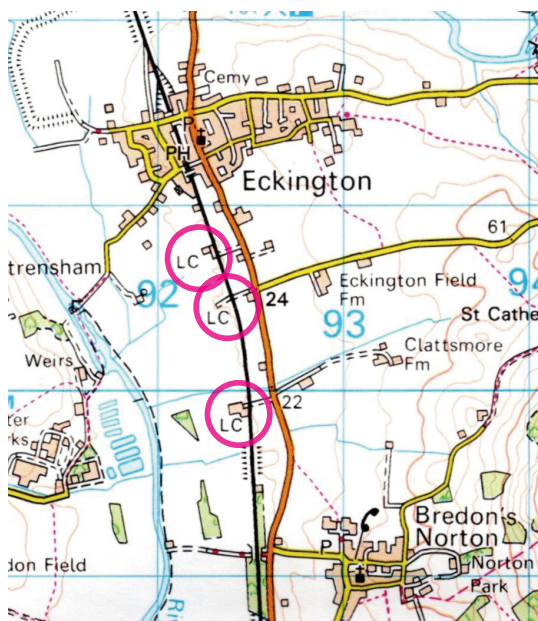 Cemy
P
PH
Eckington
LC
trensham
92
61
94
Eckington Field
Fm
LC
24
93
St Cathe
Weirs
Clattsmore
Fm
22
LC
ter
rks
Bredon's
Norton
P
don Field
Norton
Park
Ri